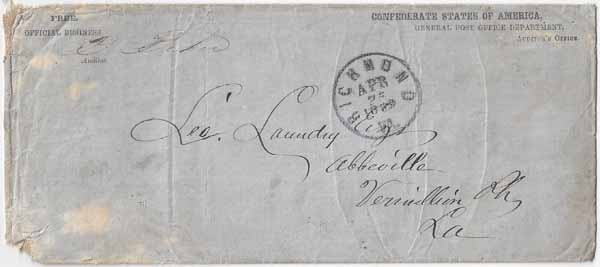 FREE.
OFFICIAL BUSINESS
Auditor.
CONFEDERATE STATES OF AMERICA,
GENERAL POST OFFICE DEPARTMENT,
AUDITOR'S OFFICE
RICHMOND
APR
VA.
Landry
Abbeville
Vermillion Ph
La